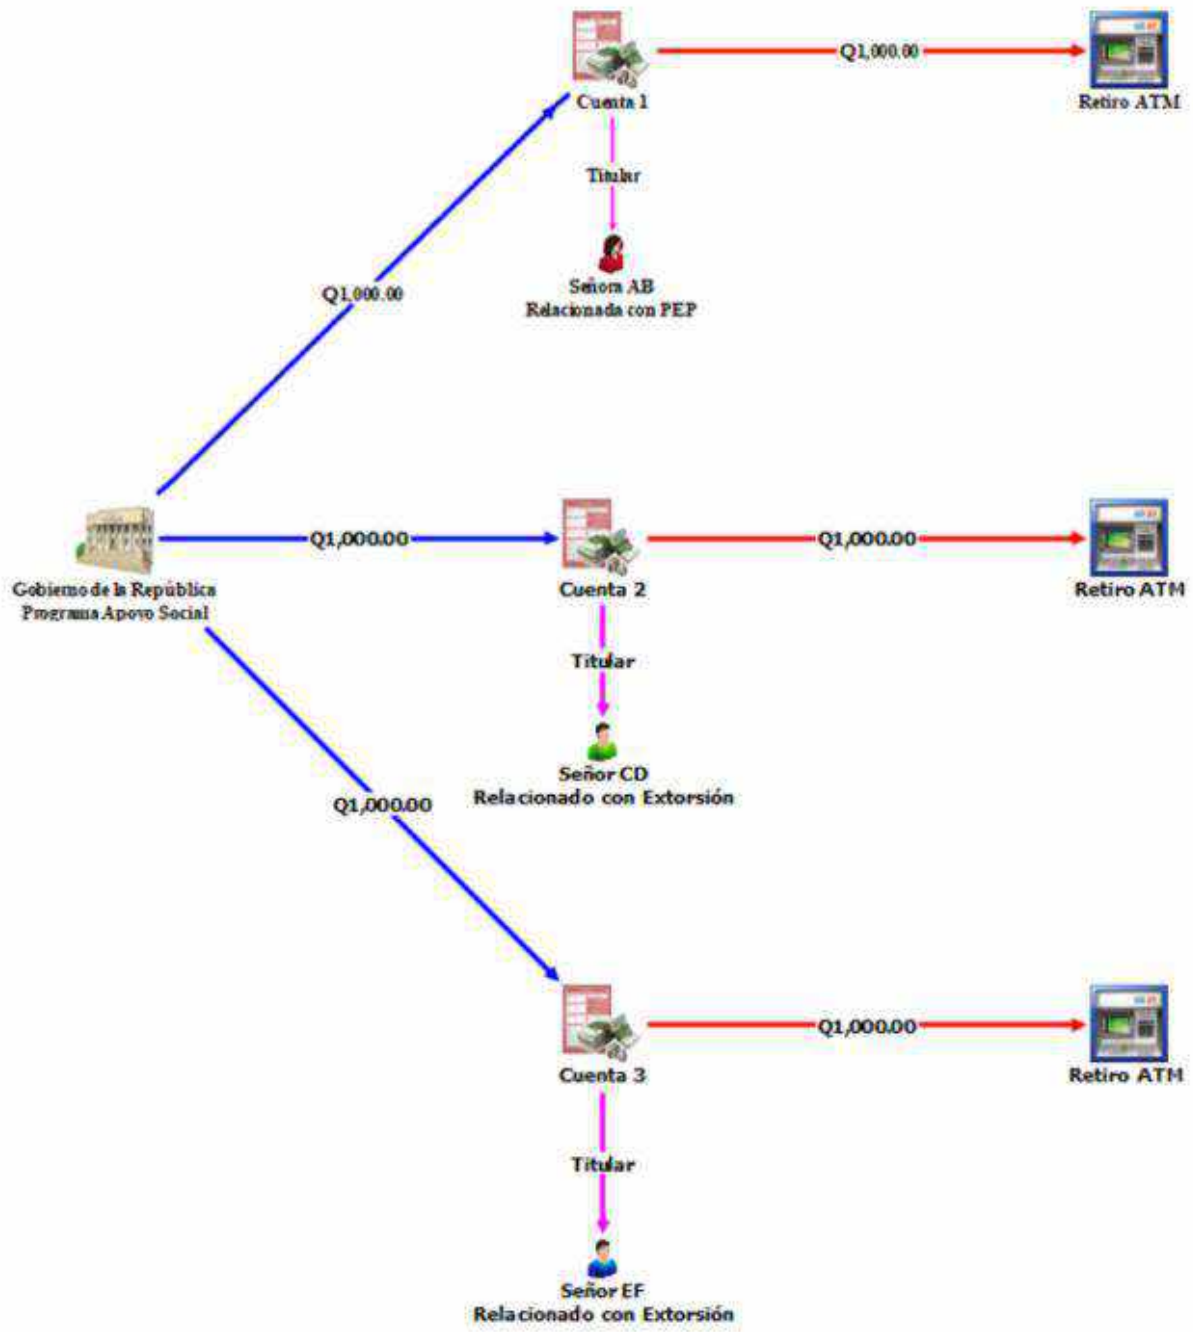 Q1,000.00
Cuenta 1
Retiro ATM
Titular
Señora AB
Relacionada con PEP
Q1,000.00
Q1,000.00
Q1,000.00
Gobierno de la República
Programa Apoyo Social
Cuenta 2
Retiro ATM
Titular
Señor CD
Relacionado con Extorsión
Q1,000.00
Q1,000.00
Cuenta 3
Retiro ATM
Titular
Señor EF
Relacionado con Extorsión